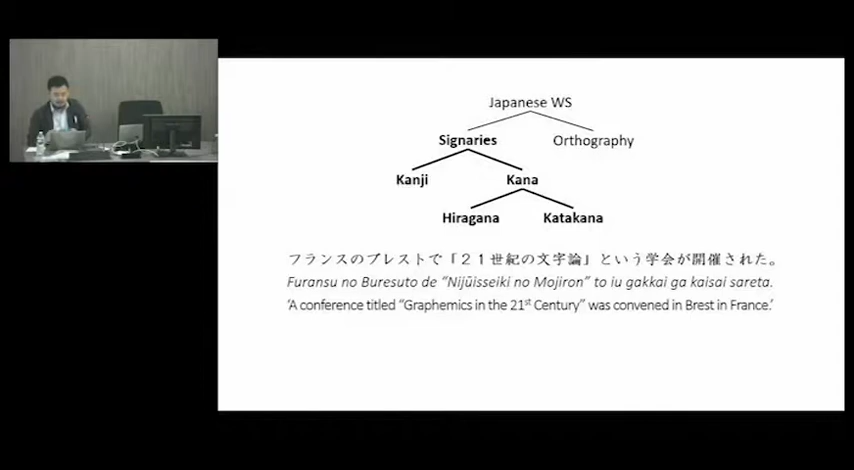 Japanese WS
Signaries Orthography
Kanji Kana
Hiragana Katakana
フランスのブレストで「２１世紀の文字論」という学会が開催された。
Furansu no Buresuto de “Nijūisseiki no Mojiron” to iu gakkai ga kaisai sareta.
‘A conference titled “Graphemics in the 21st Century” was convened in Brest in France.’